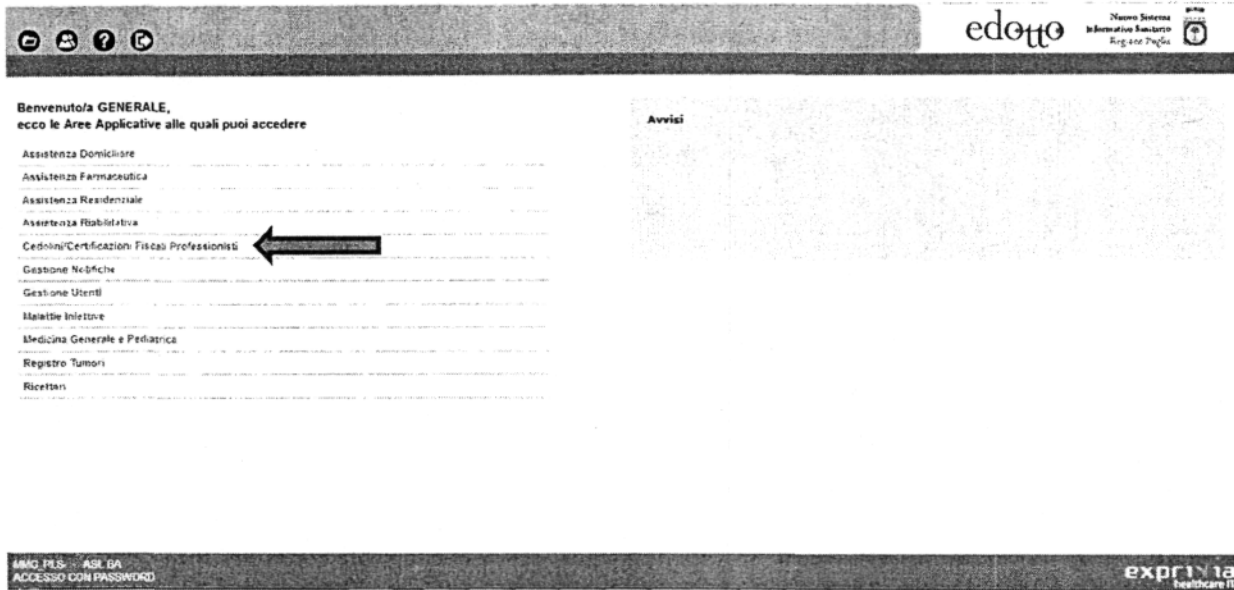 edotto
Nuovo Sistema
Informativo Sanitario
Regione Puglia
Benvenuto/a GENERALE,
ecco le Aree Applicative alle quali puoi accedere
Avvisi
Assistenza Domiciliare
Assistenza Farmaceutica
Assistenza Residenziale
Assistenza Riabilitativa
Cedolini/Certificazioni Fiscali Professionisti
Gestione Notifiche
Gestione Utenti
Malattie Infettive
Medicina Generale e Pediatrica
Registro Tumori
Ricettari
MMG_PLS - ASL BA
ACCESSO CON PASSWORD
exprivia
healthcare IT